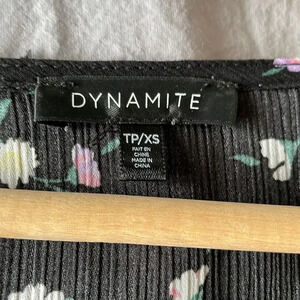 DYNAMITE
TP/XS
FAIT EN
CHINE
MADE IN
CHINA